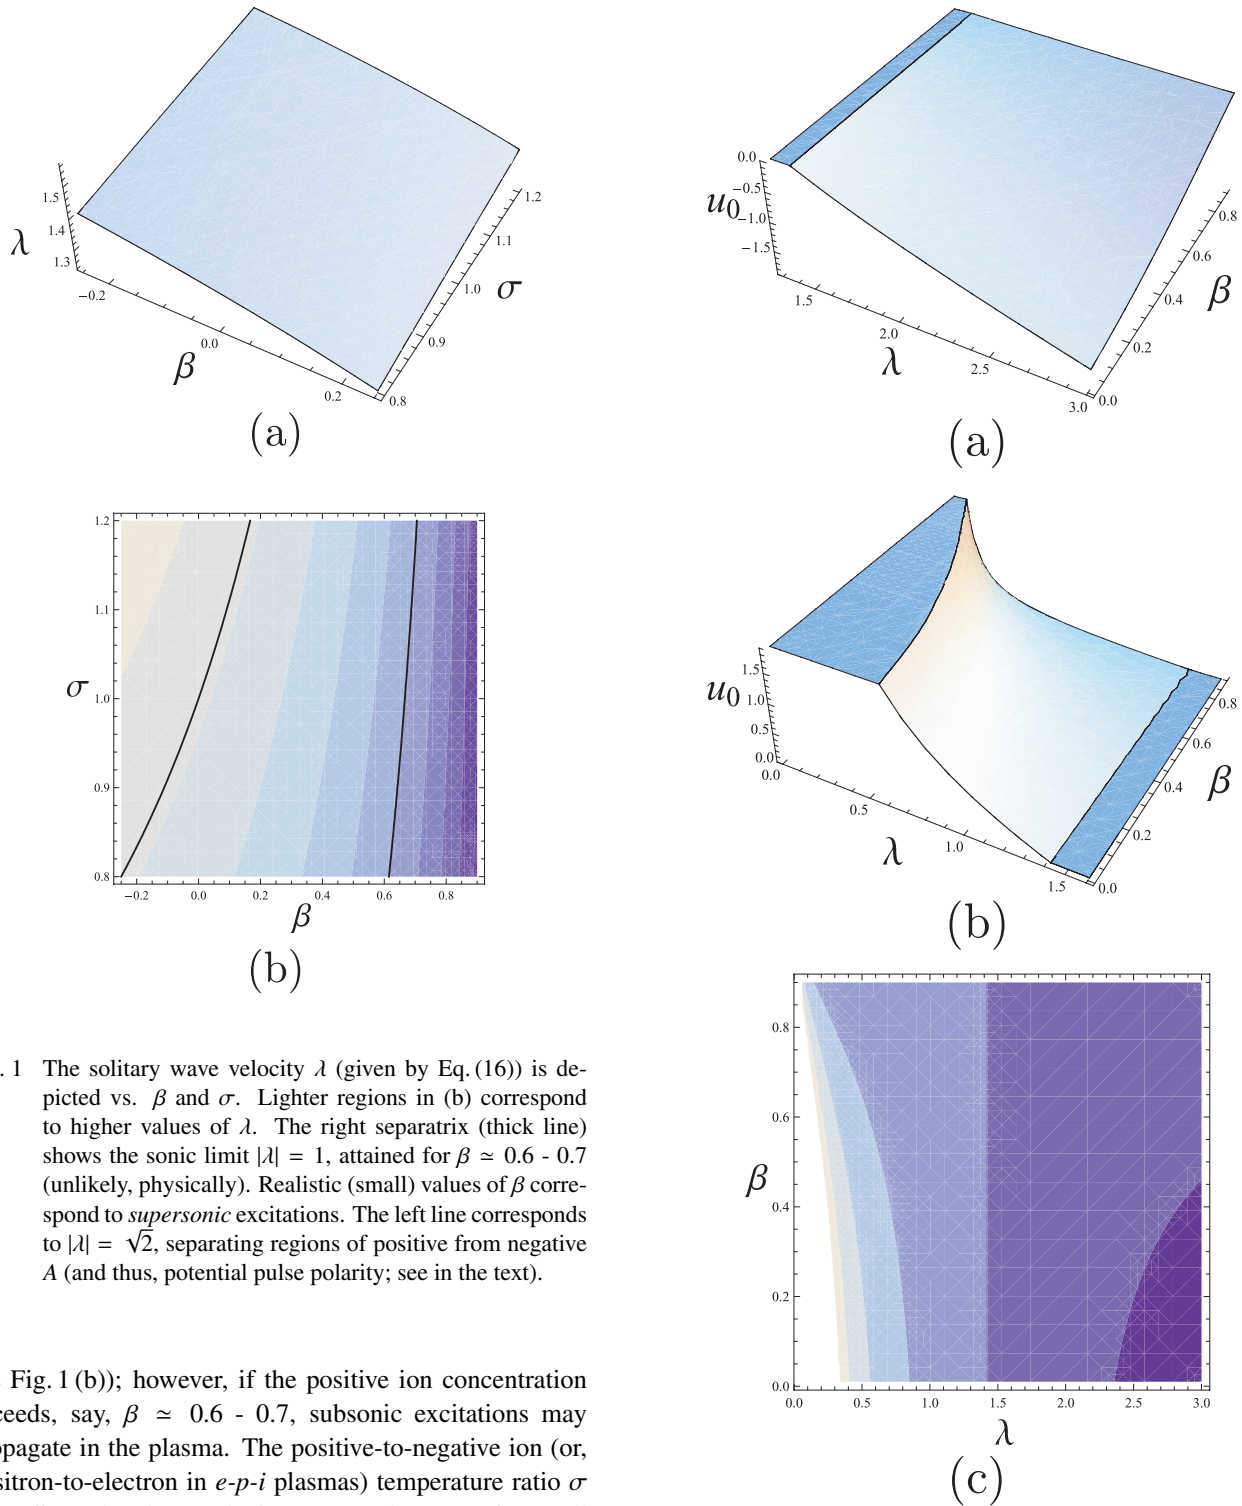 1.5
1.4
1.3
λ
−0.2
0.0
0.2
β
0.8
0.9
1.0
1.1
1.2
σ
(a)
1.2
1.1
1.0
0.9
0.8
σ
−0.2 0.0 0.2 0.4 0.6 0.8
β
(b)
. 1 The solitary wave velocity λ (given by Eq. (16)) is de-
picted vs. β and σ. Lighter regions in (b) correspond
to higher values of λ. The right separatrix (thick line)
shows the sonic limit |λ| = 1, attained for β ≃ 0.6 - 0.7
(unlikely, physically). Realistic (small) values of β corre-
spond to supersonic excitations. The left line corresponds
to |λ| = √2, separating regions of positive from negative
A (and thus, potential pulse polarity; see in the text).
Fig. 1 (b)); however, if the positive ion concentration
ceeds, say, β ≃ 0.6 - 0.7, subsonic excitations may
pagate in the plasma. The positive-to-negative ion (or,
sitron-to-electron in e-p-i plasmas) temperature ratio σ
0.0
−0.5
−1.0
−1.5
u0
1.5
2.0
2.5
3.0
λ
0.0
0.2
0.4
0.6
0.8
β
(a)
1.5
1.0
0.5
0.0
u0
0.0
0.5
1.0
1.5
λ
0.0
0.2
0.4
0.6
0.8
β
(b)
0.8
0.6
0.4
0.2
0.0
β
0.0 0.5 1.0 1.5 2.0 2.5 3.0
λ
(c)